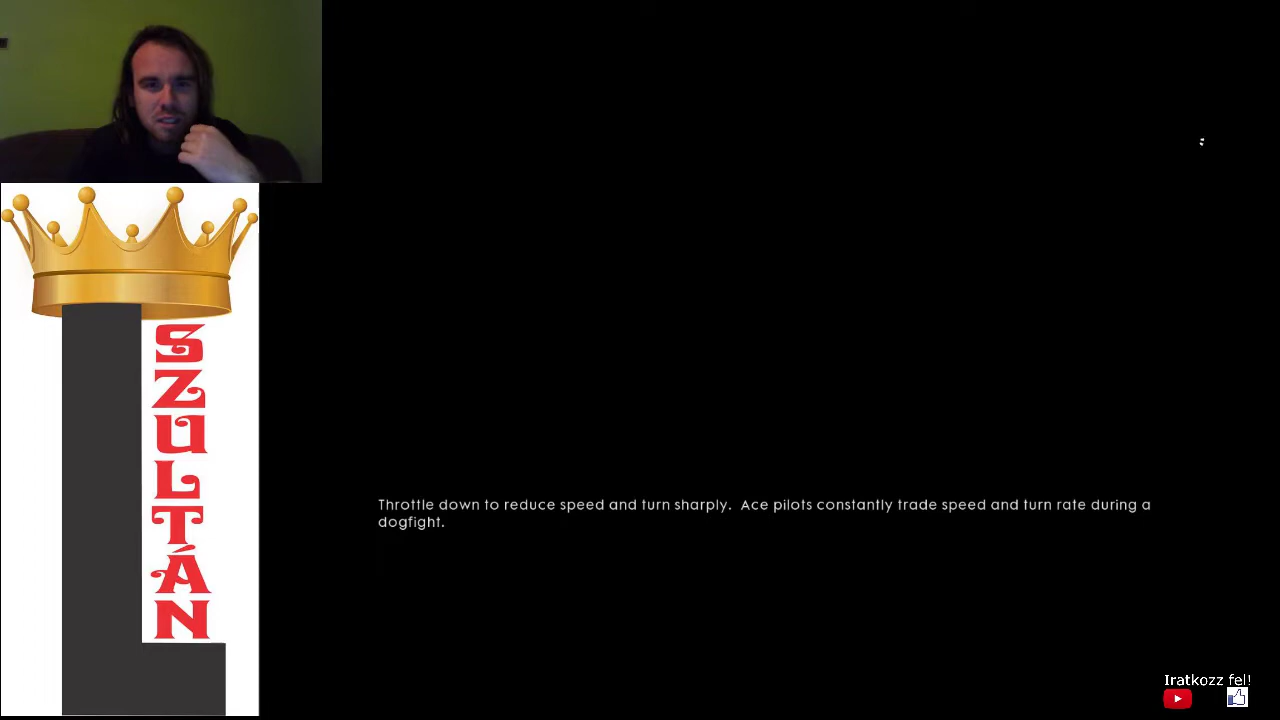 SZULTÁN
Throttle down to reduce speed and turn sharply. Ace pilots constantly trade speed and turn rate during a
dogfight.
Iratkozz fel!